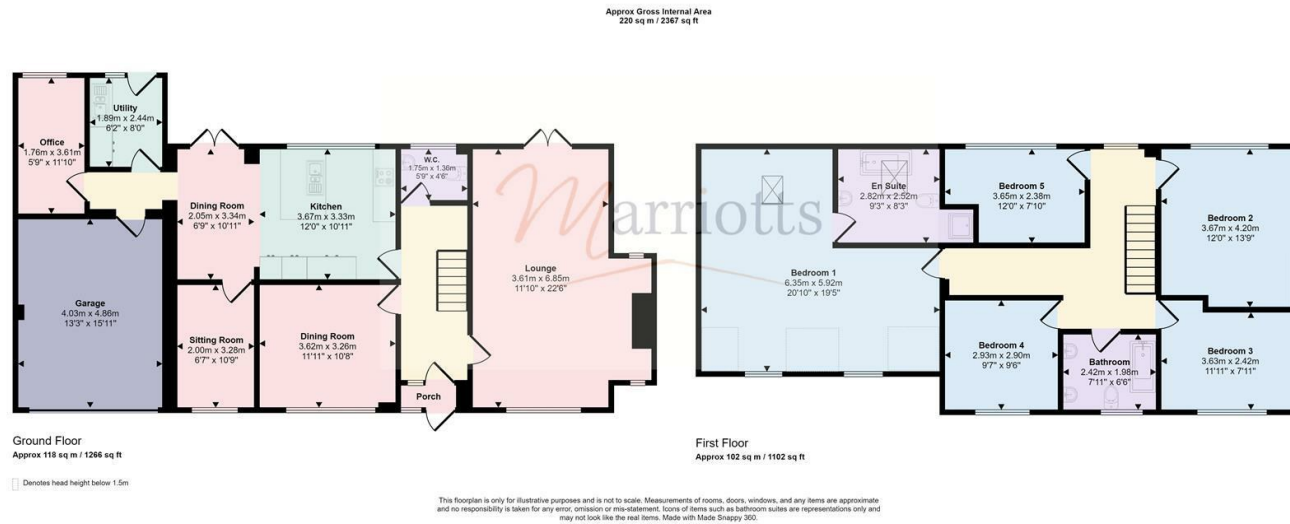 Approx Gross Internal Area
220 sq m / 2367 sq ft
Utility
1.89m x 2.44m
6'2" x 8'0"
Office
1.76m x 3.61m
5'9" x 11'10"
Dining Room
2.05m x 3.34m
6'9" x 10'11"
Kitchen
3.67m x 3.33m
12'0" x 10'11"
W.C.
1.75m x 1.36m
5'9" x 4'6"
Lounge
3.61m x 6.85m
11'10" x 22'6"
Garage
4.03m x 4.86m
13'3" x 15'11"
Sitting Room
2.00m x 3.28m
6'7" x 10'9"
Dining Room
3.62m x 3.26m
11'11" x 10'8"
Porch
Marriotts
En Suite
2.82m x 2.52m
9'3" x 8'3"
Bedroom 5
3.65m x 2.38m
12'0" x 7'10"
Bedroom 2
3.67m x 4.20m
12'0" x 13'9"
Bedroom 1
6.35m x 5.92m
20'10" x 19'5"
Bedroom 4
2.93m x 2.90m
9'7" x 9'6"
Bathroom
2.42m x 1.98m
7'11" x 6'6"
Bedroom 3
3.63m x 2.42m
11'11" x 7'11"
Ground Floor
Approx 118 sq m / 1266 sq ft
Denotes head height below 1.5m
First Floor
Approx 102 sq m / 1102 sq ft
This floorplan is only for illustrative purposes and is not to scale. Measurements of rooms, doors, windows, and any items are approximate
and no responsibility is taken for any error, omission or mis-statement. Icons of items such as bathroom suites are representations only and
may not look like the real items. Made with Made Snappy 360.